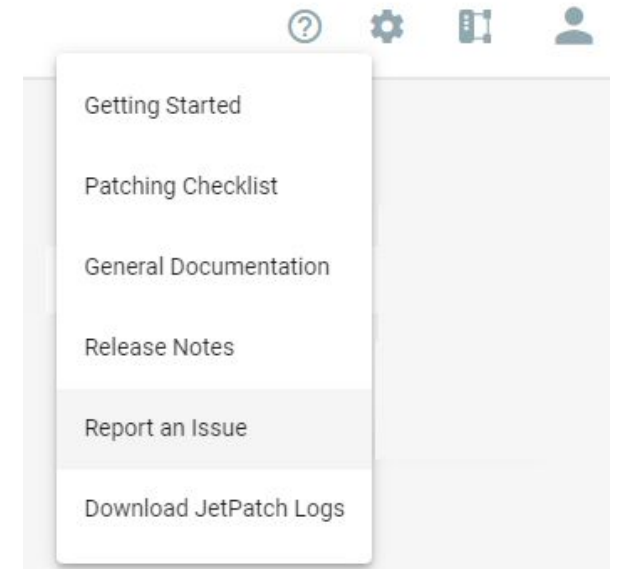 Getting Started
Patching Checklist
General Documentation
Release Notes
Report an Issue
Download JetPatch Logs